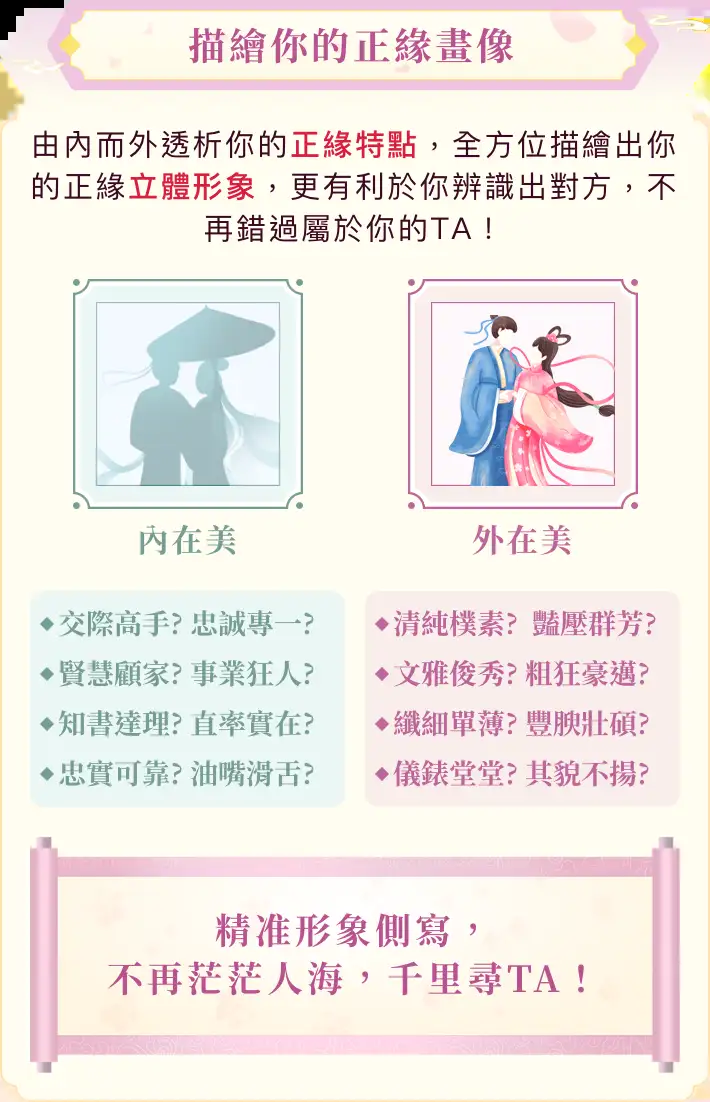 描繪你的正緣畫像
由內而外透析你的正緣特點，全方位描繪出你
的正緣立體形象，更有利於你辨識出對方，不
再錯過屬於你的TA！
內在美
外在美
◆交際高手? 忠誠專一?
◆賢慧顧家? 事業狂人?
◆知書達理? 直率實在?
◆忠實可靠? 油嘴滑舌?
◆清純樸素? 豔壓群芳?
◆文雅俊秀? 粗狂豪邁?
◆纖細單薄? 豐腴壯碩?
◆儀錶堂堂? 其貌不揚?
精准形象側寫，
不再茫茫人海，千里尋TA！